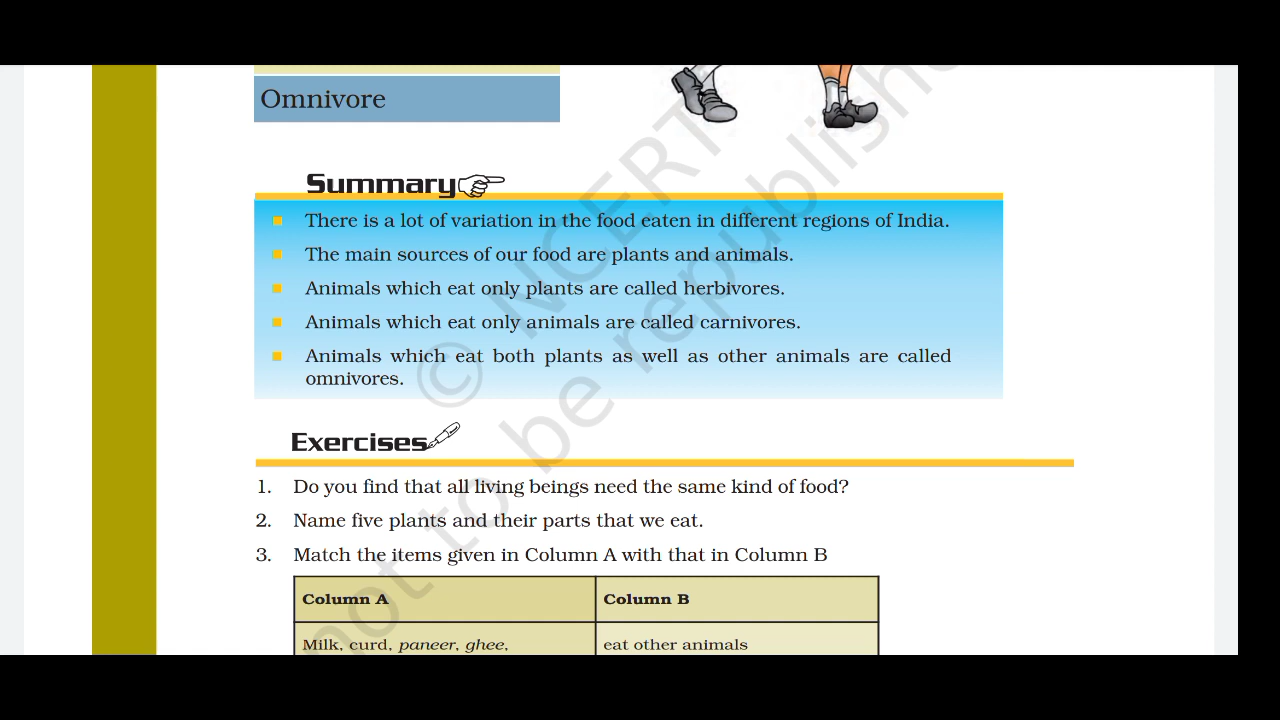 Omnivore
Summary
There is a lot of variation in the food eaten in different regions of India.
The main sources of our food are plants and animals.
Animals which eat only plants are called herbivores.
Animals which eat only animals are called carnivores.
Animals which eat both plants as well as other animals are called
omnivores.
Exercises
1. Do you find that all living beings need the same kind of food?
2. Name five plants and their parts that we eat.
3. Match the items given in Column A with that in Column B
Column A Column B
Milk, curd, paneer, ghee, eat other animals
© NCERT
not to be republished